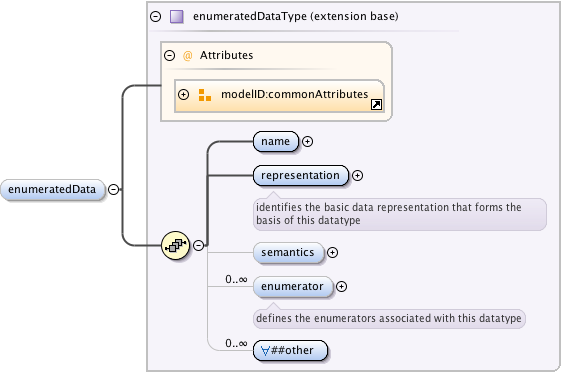 enumeratedDataType (extension base)
@ Attributes
modelID:commonAttributes
name
enumeratedData
representation
identifies the basic data representation that forms the
basis of this datatype
semantics
0..∞
enumerator
defines the enumerators associated with this datatype
0..∞
∀##other